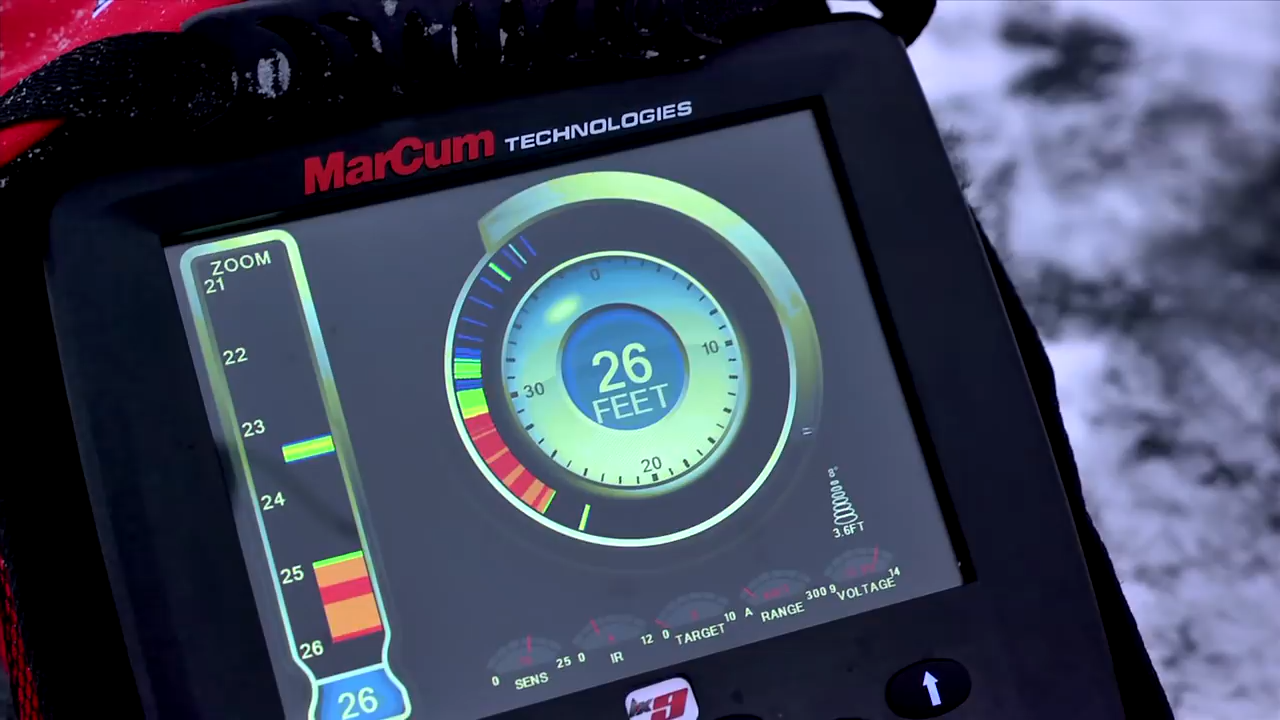 MarCum TECHNOLOGIES
ZOOM
21
22
23
24
25
26
26
0
10
20
30
26
FEET
8°
3.6FT
0 SENS 25
0 IR 12
0 TARGET 10
A RANGE 300
9 VOLTAGE 14
LX9